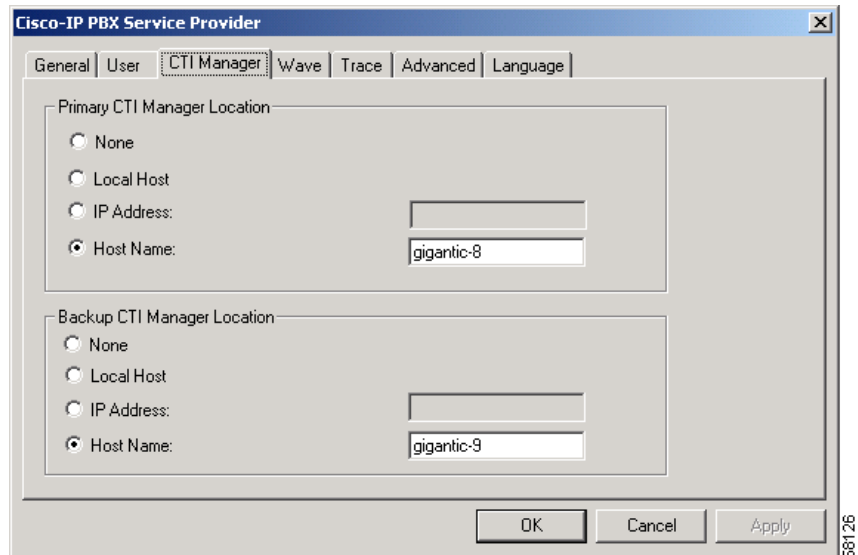 Cisco-IP PBX Service Provider
General User CTI Manager Wave Trace Advanced Language
Primary CTI Manager Location
None
Local Host
IP Address:
Host Name: gigantic-8
Backup CTI Manager Location
None
Local Host
IP Address:
Host Name: gigantic-9
OK Cancel Apply